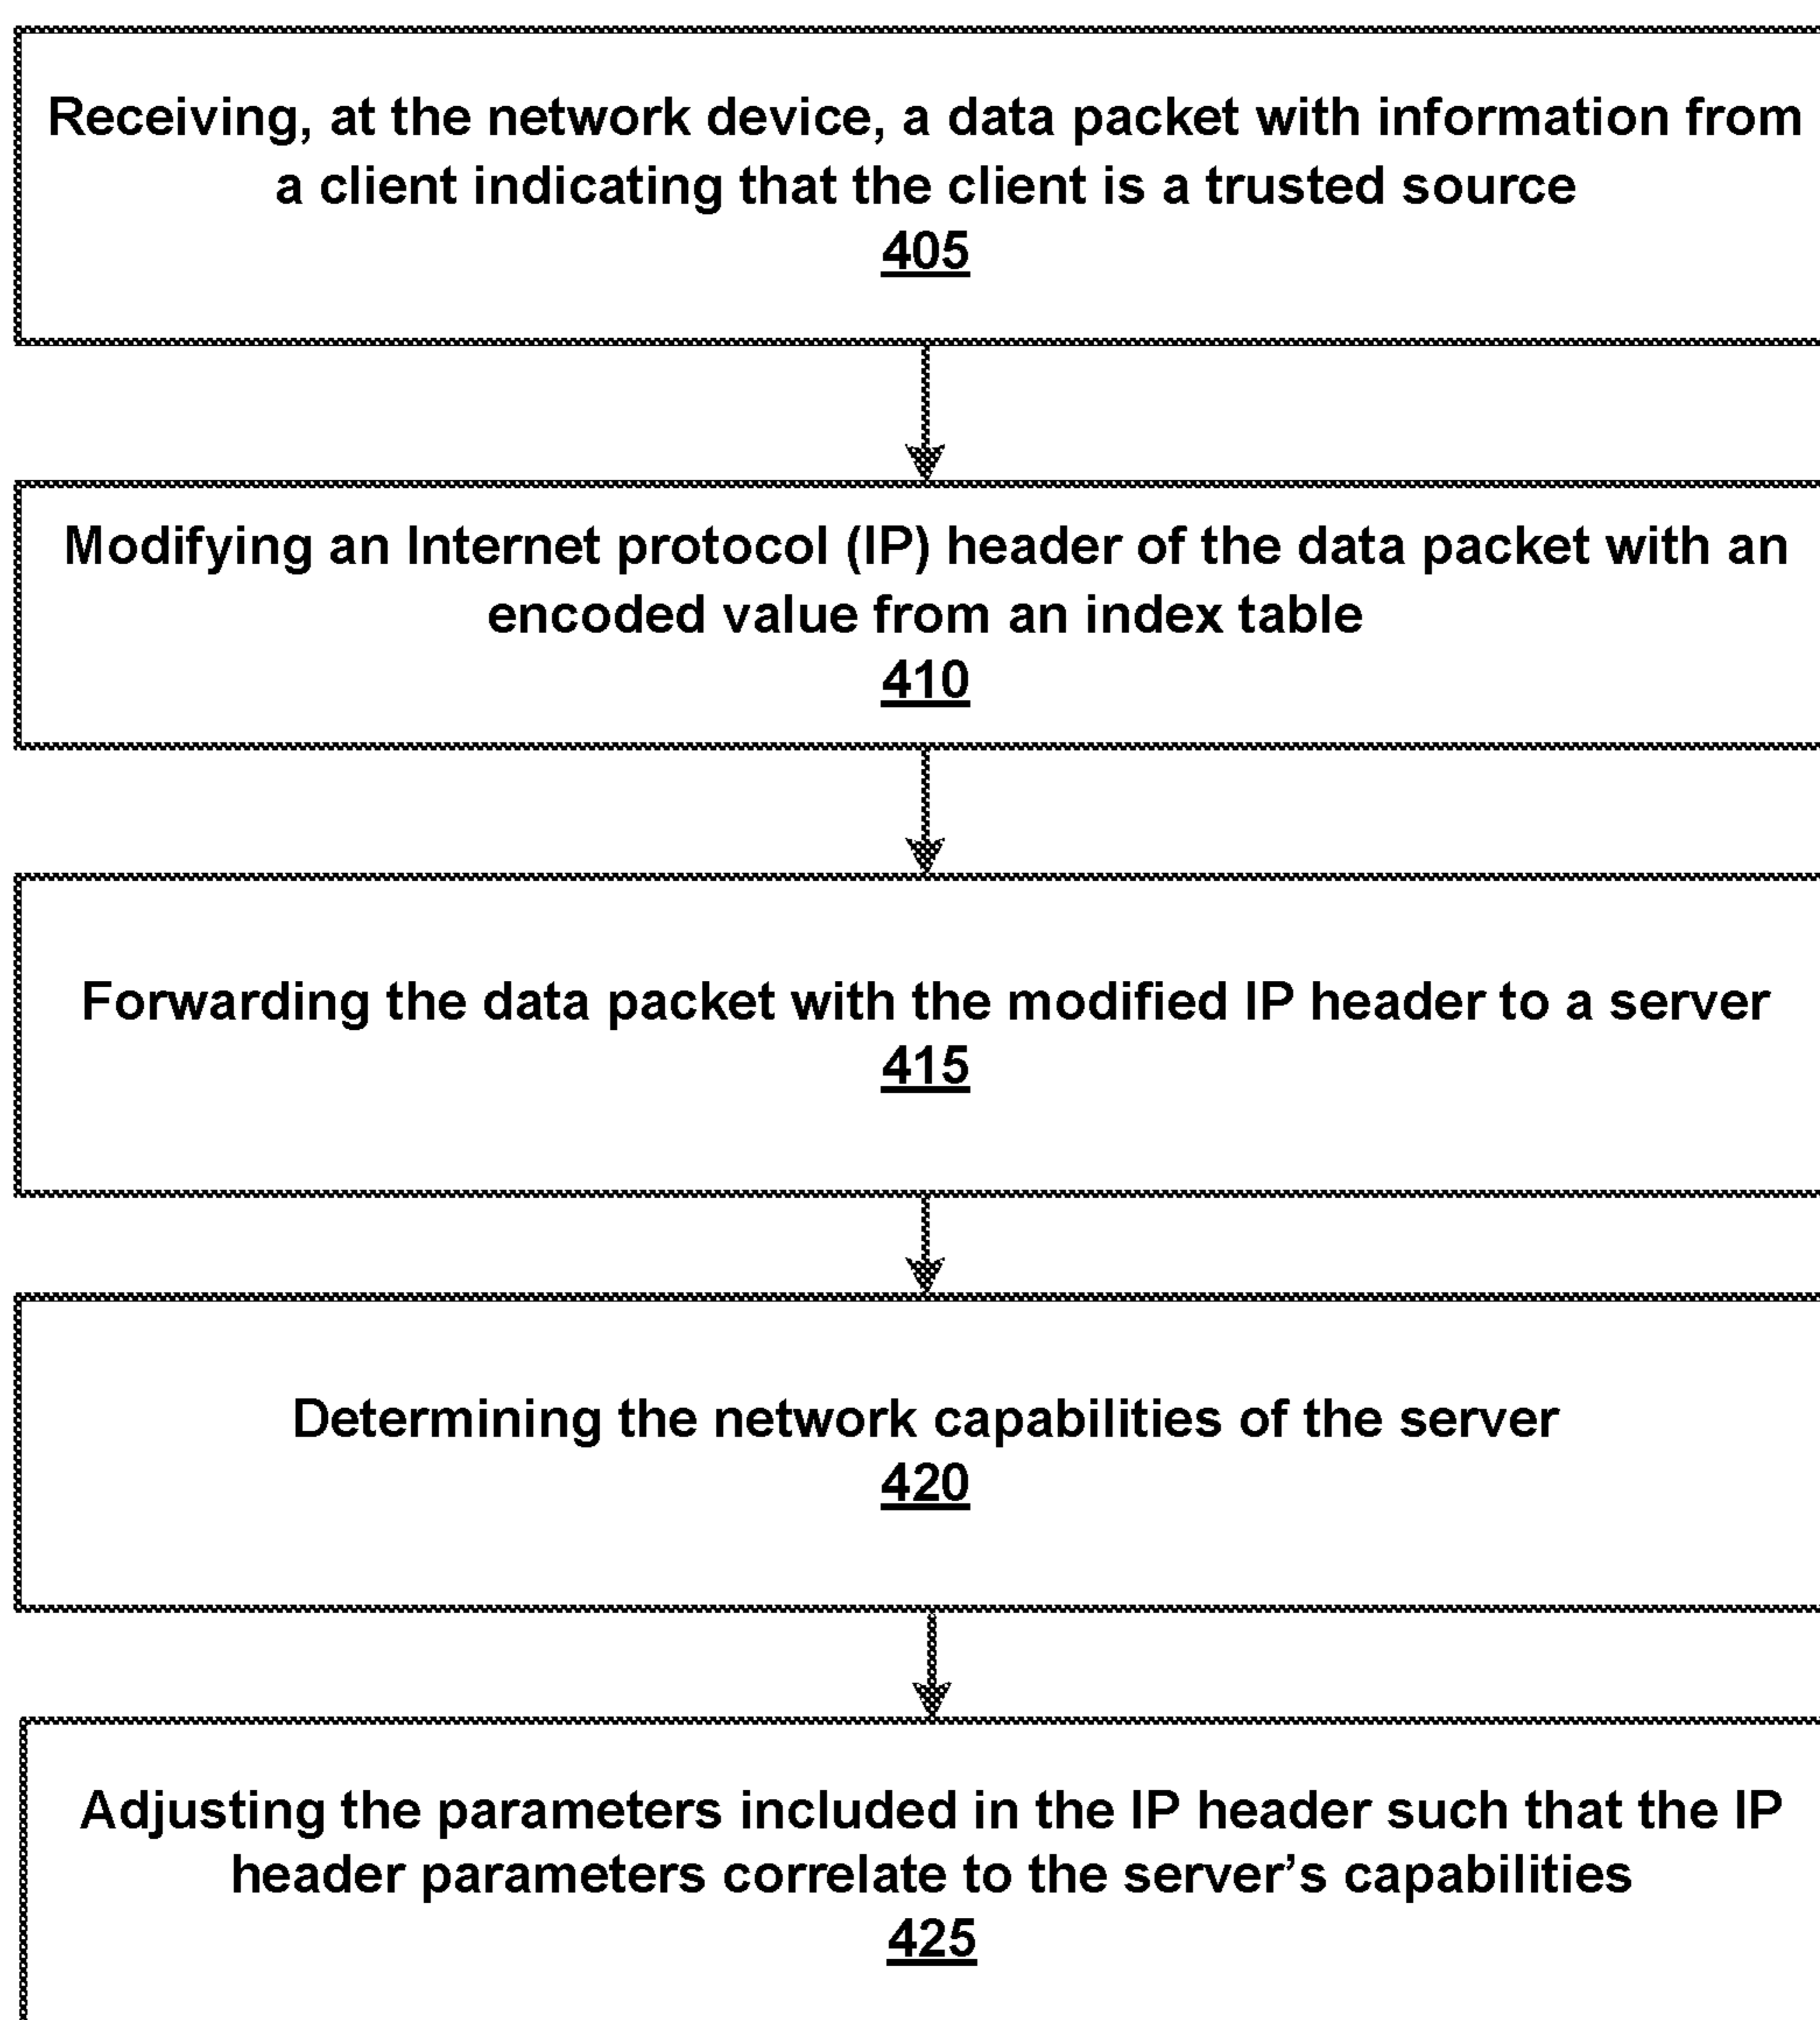 Receiving, at the network device, a data packet with information from
a client indicating that the client is a trusted source
405
Modifying an Internet protocol (IP) header of the data packet with an
encoded value from an index table
410
Forwarding the data packet with the modified IP header to a server
415
Determining the network capabilities of the server
420
Adjusting the parameters included in the IP header such that the IP
header parameters correlate to the server’s capabilities
425